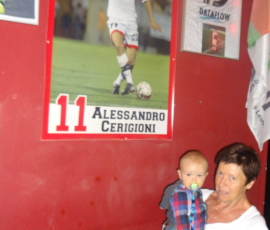 DATAFLOW
11 ALESSANDRO
CERIGIONI